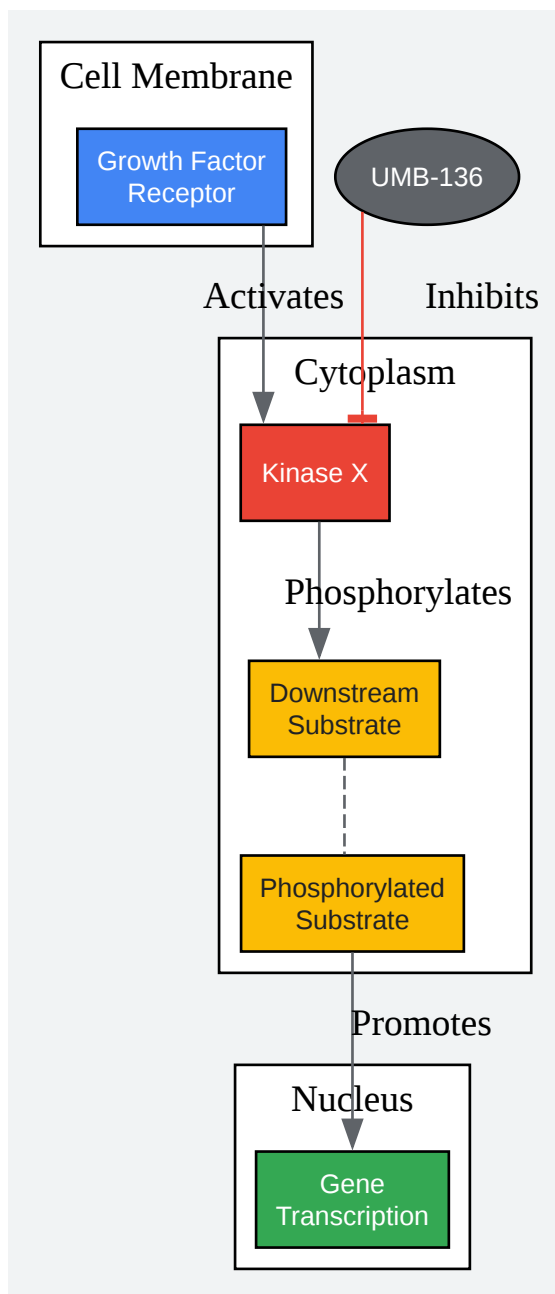 Cell Membrane
Growth Factor
Receptor
UMB-136
Activates
Inhibits
Cytoplasm
Kinase X
Phosphorylates
Downstream
Substrate
Phosphorylated
Substrate
Promotes
Nucleus
Gene
Transcription